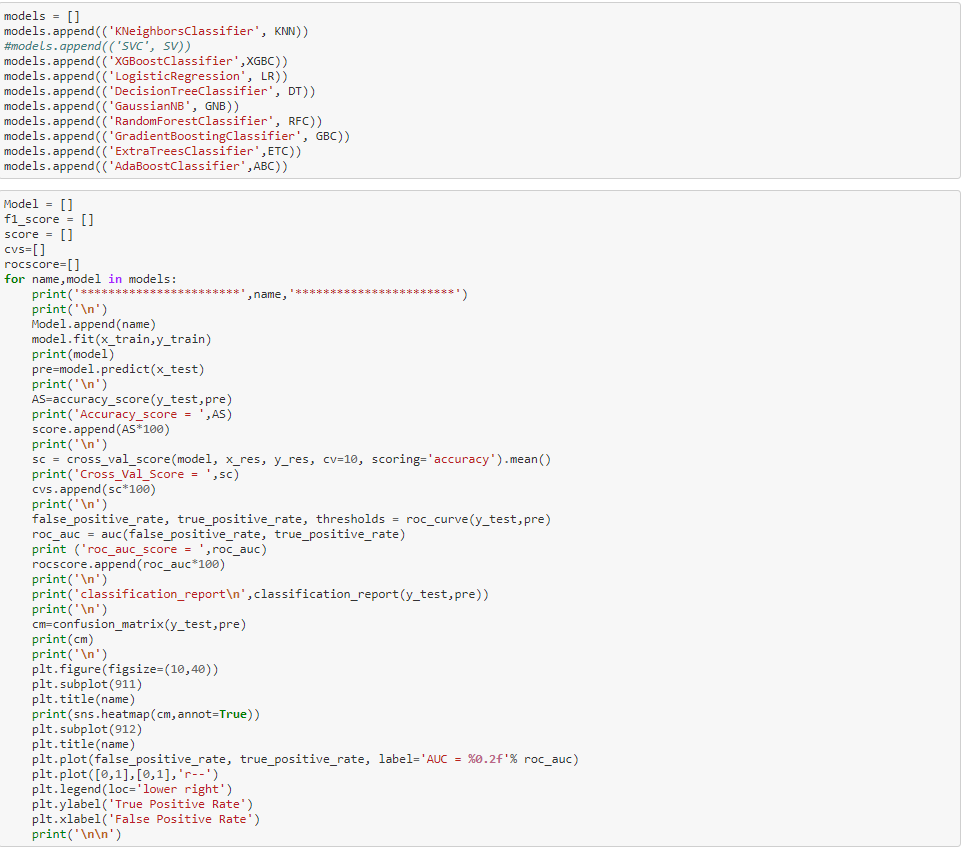 models = []
models.append(('KNeighborsClassifier', KNN))
#models.append(('SVC', SV))
models.append(('XGBoostClassifier',XGBC))
models.append(('LogisticRegression', LR))
models.append(('DecisionTreeClassifier', DT))
models.append(('GaussianNB', GNB))
models.append(('RandomForestClassifier', RFC))
models.append(('GradientBoostingClassifier', GBC))
models.append(('ExtraTreesClassifier',ETC))
models.append(('AdaBoostClassifier',ABC))
Model = []
f1_score = []
score = []
cvs=[]
rocscore=[]
for name,model in models:
    print('***********************',name,'***********************')
    print('\n')
    Model.append(name)
    model.fit(x_train,y_train)
    print(model)
    pre=model.predict(x_test)
    print('\n')
    AS=accuracy_score(y_test,pre)
    print('Accuracy_score = ',AS)
    score.append(AS*100)
    print('\n')
    sc = cross_val_score(model, x_res, y_res, cv=10, scoring='accuracy').mean()
    print('Cross_Val_Score = ',sc)
    cvs.append(sc*100)
    print('\n')
    false_positive_rate, true_positive_rate, thresholds = roc_curve(y_test,pre)
    roc_auc = auc(false_positive_rate, true_positive_rate)
    print ('roc_auc_score = ',roc_auc)
    rocscore.append(roc_auc*100)
    print('\n')
    print('classification_report\n',classification_report(y_test,pre))
    print('\n')
    cm=confusion_matrix(y_test,pre)
    print(cm)
    print('\n')
    plt.figure(figsize=(10,40))
    plt.subplot(911)
    plt.title(name)
    print(sns.heatmap(cm,annot=True))
    plt.subplot(912)
    plt.title(name)
    plt.plot(false_positive_rate, true_positive_rate, label='AUC = %0.2f'% roc_auc)
    plt.plot([0,1],[0,1],'r--')
    plt.legend(loc='lower right')
    plt.ylabel('True Positive Rate')
    plt.xlabel('False Positive Rate')
    print('\n\n')